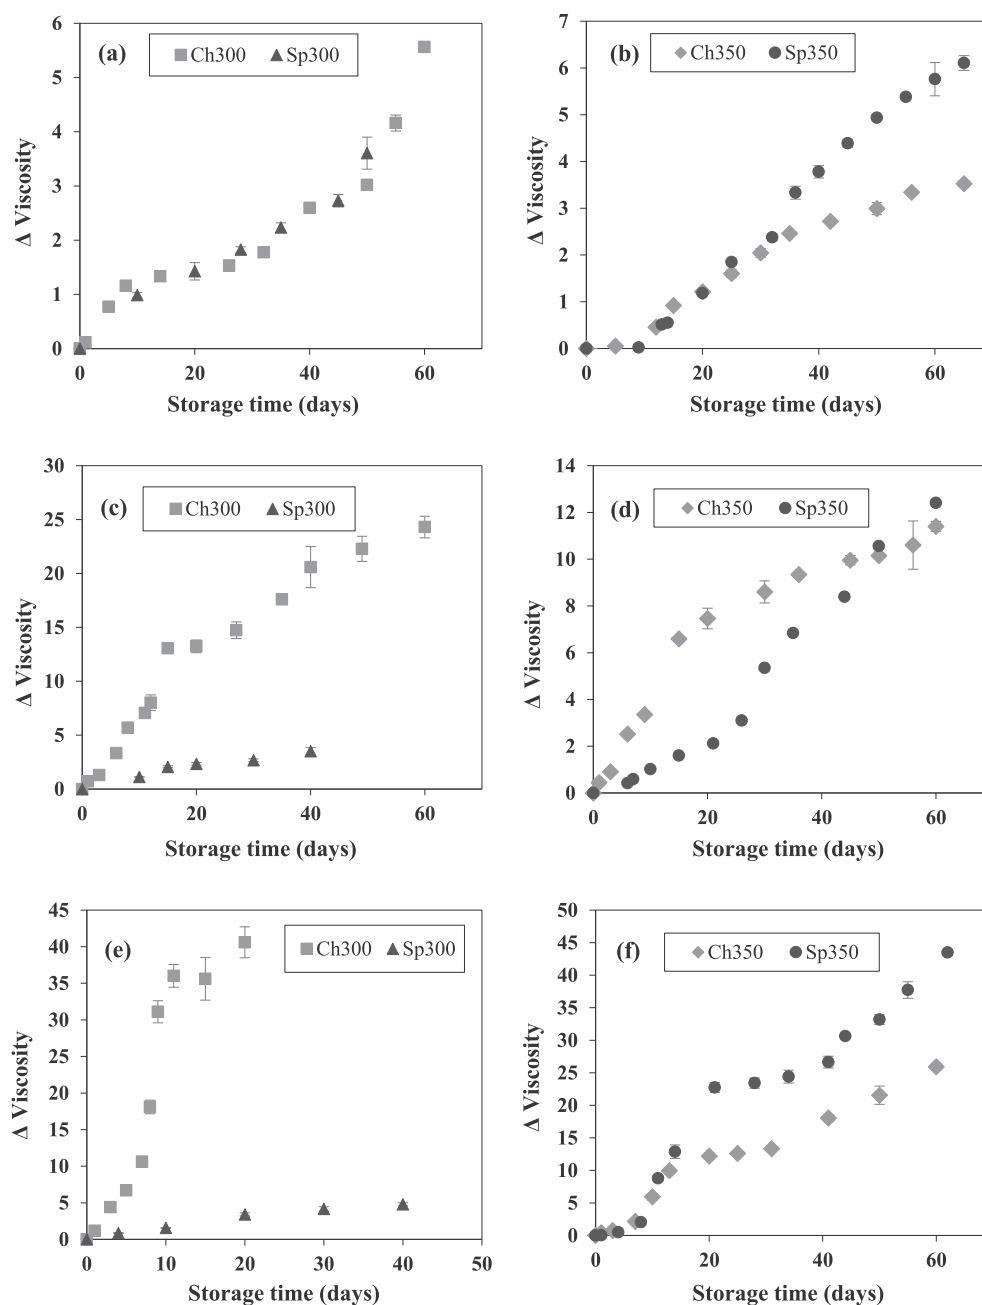 (a) Ch300 Sp300
6
5
4
3
2
1
0
0 20 40 60
Δ Viscosity
Storage time (days)
(b) Ch350 Sp350
7
6
5
4
3
2
1
0
0 20 40 60
Δ Viscosity
Storage time (days)
(c) Ch300 Sp300
30
25
20
15
10
5
0
0 20 40 60
Δ Viscosity
Storage time (days)
(d) Ch350 Sp350
14
12
10
8
6
4
2
0
0 20 40 60
Δ Viscosity
Storage time (days)
(e) Ch300 Sp300
45
40
35
30
25
20
15
10
5
0
0 10 20 30 40 50
Δ Viscosity
Storage time (days)
(f) Ch350 Sp350
50
45
40
35
30
25
20
15
10
5
0
0 20 40 60
Δ Viscosity
Storage time (days)